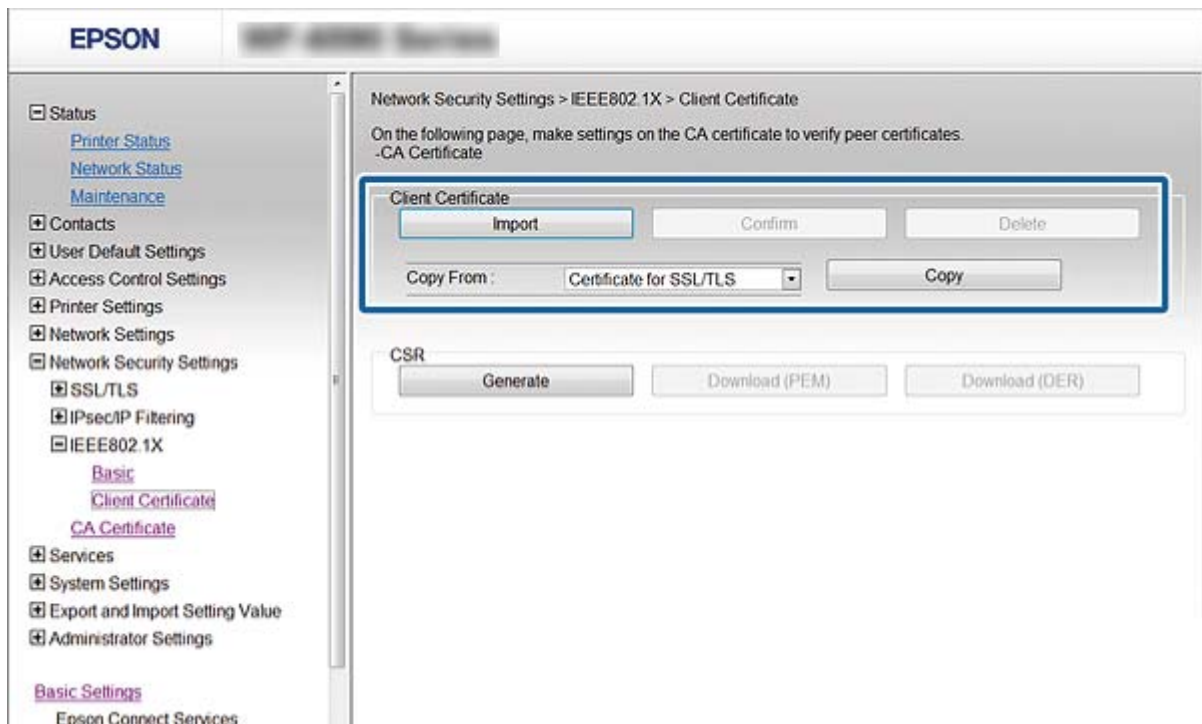 EPSON
Status
Printer Status
Network Status
Maintenance
Contacts
User Default Settings
Access Control Settings
Printer Settings
Network Settings
Network Security Settings
SSL/TLS
IPsec/IP Filtering
IEEE802.1X
Basic
Client Certificate
CA Certificate
Services
System Settings
Export and Import Setting Value
Administrator Settings
Basic Settings
Epson Connect Services
Network Security Settings > IEEE802.1X > Client Certificate
On the following page, make settings on the CA certificate to verify peer certificates.
-CA Certificate
Client Certificate
Import Confirm Delete
Copy From : Certificate for SSL/TLS Copy
CSR
Generate Download (PEM) Download (DER)